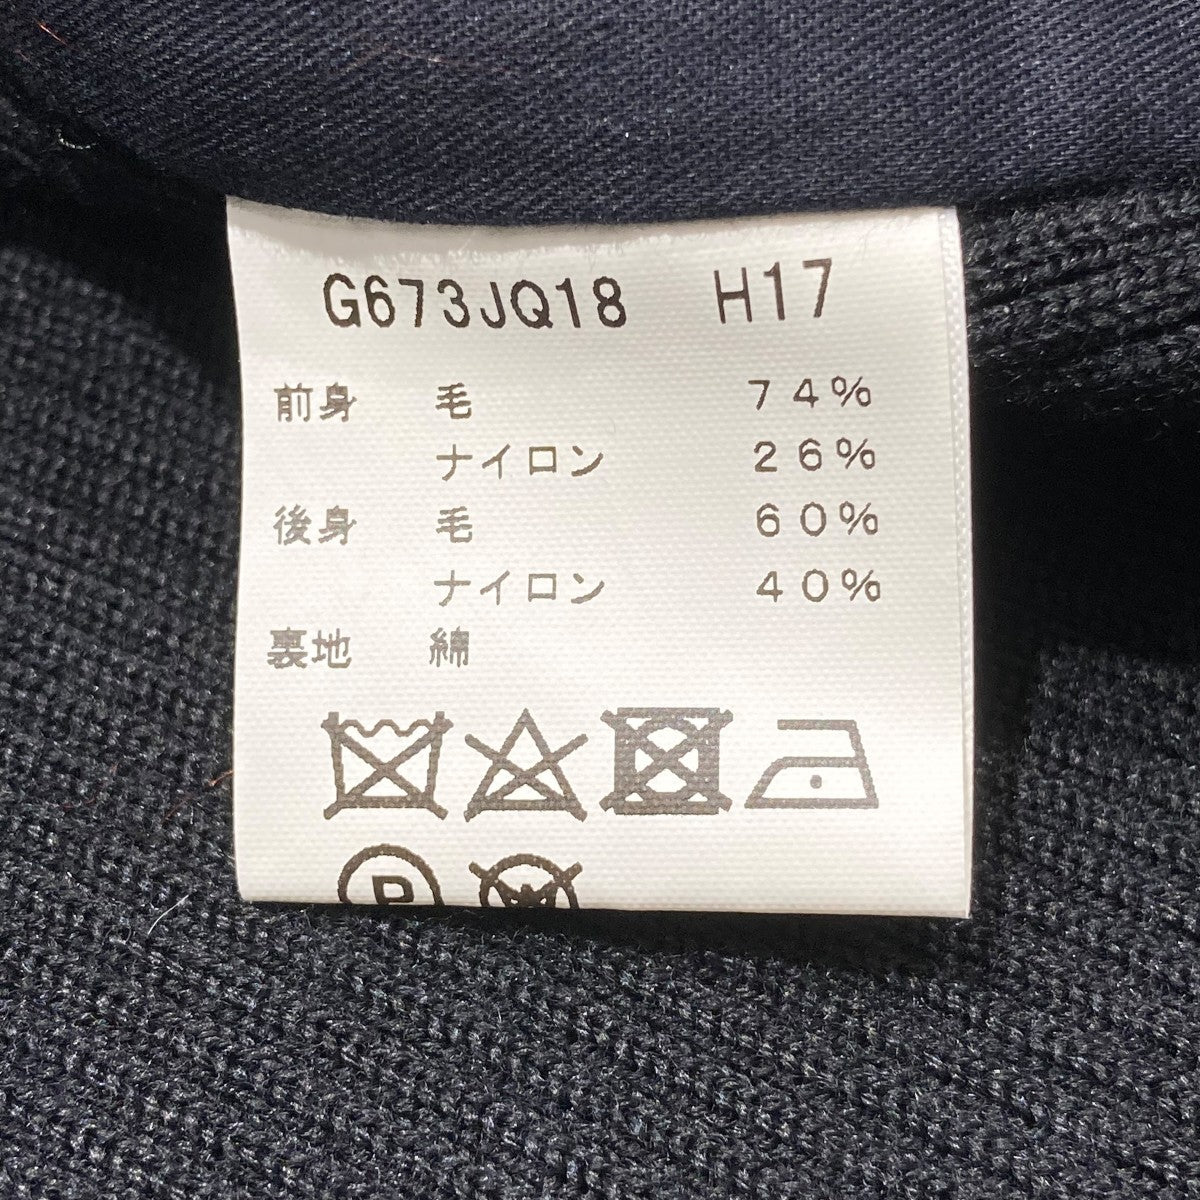 G673JQ18 H17
前身 毛 74%
ナイロン 26%
後身 毛 60%
ナイロン 40%
裏地 綿
P